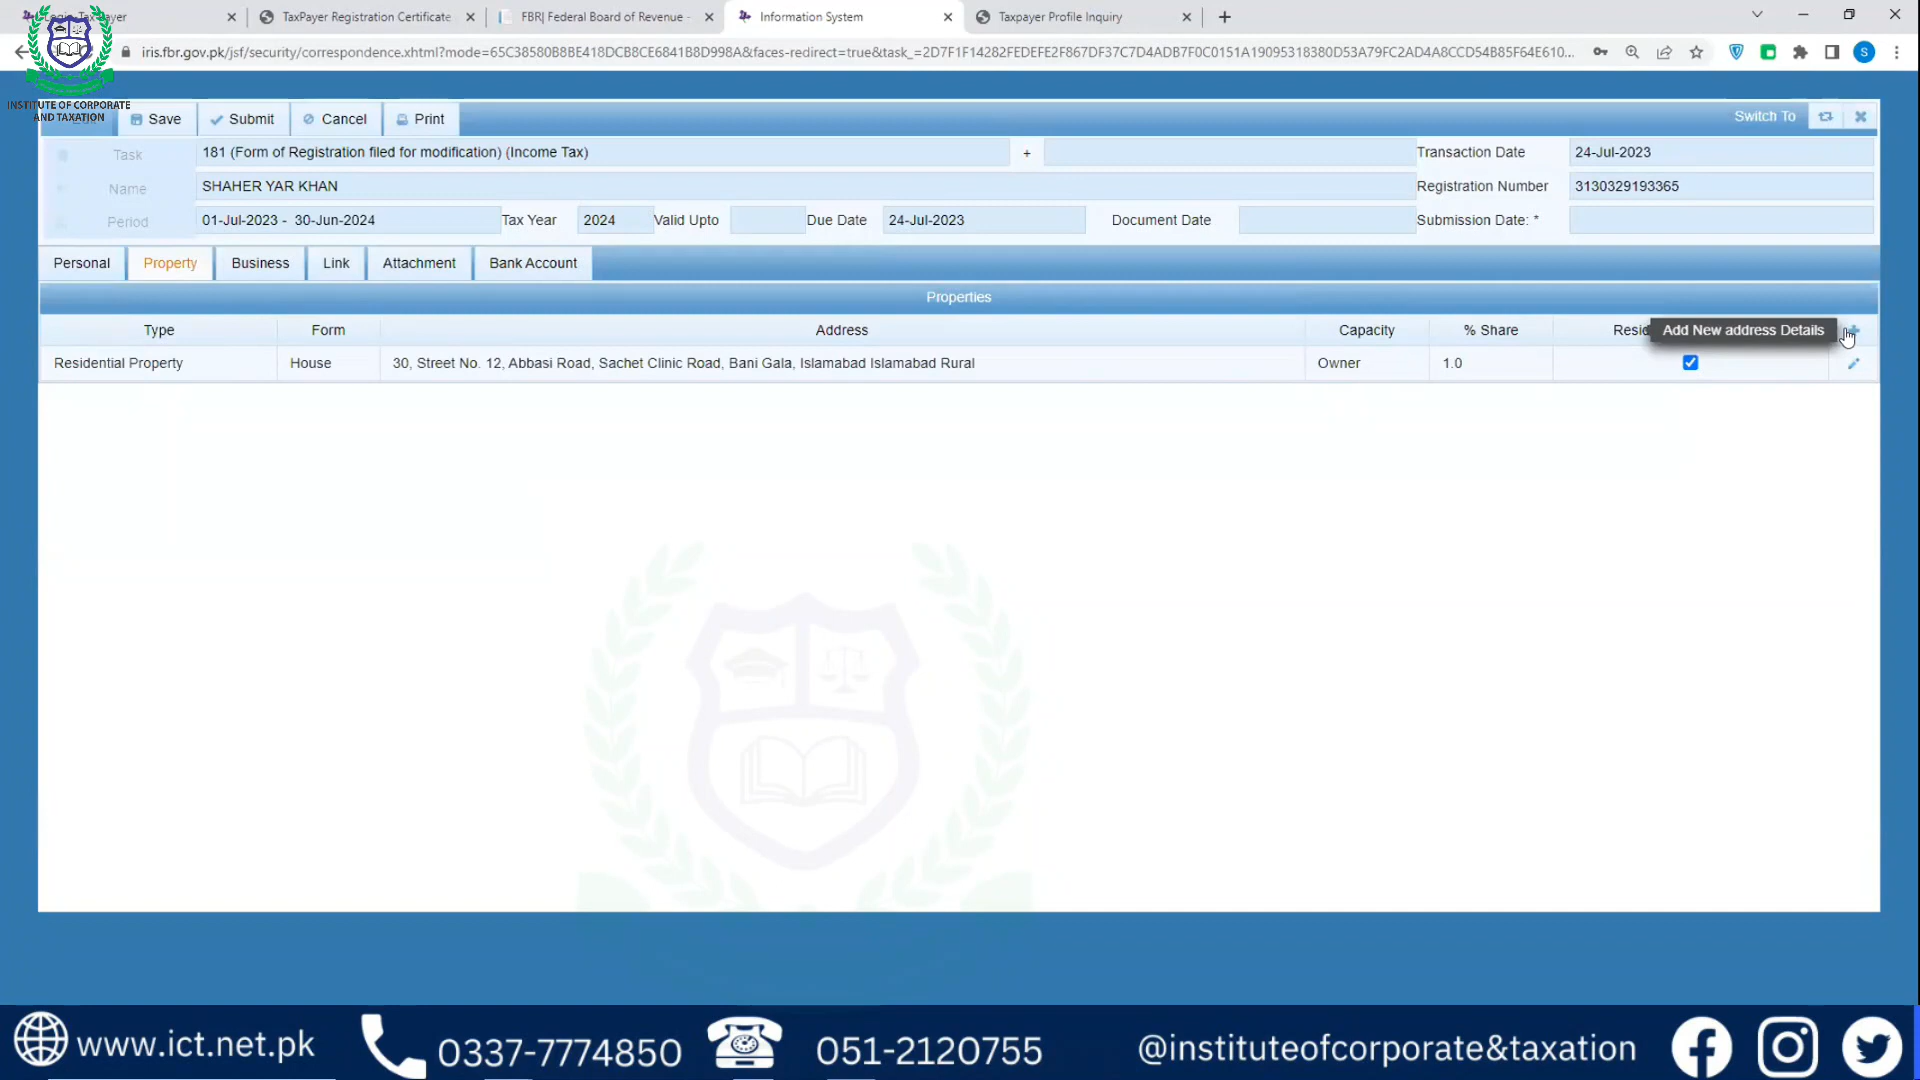 Login Tax Payer
TaxPayer Registration Certificate
FBR| Federal Board of Revenue -
Information System
Taxpayer Profile Inquiry
iris.fbr.gov.pk/jsf/security/correspondence.xhtml?mode=65C38580B8BE418DCB8CE6841B8D998A&faces-redirect=true&task_=2D7F1F14282FEDEFE2F867DF37C7D4ADB7F0C0151A19095318380D53A79FC2AD4A8CCD54B85F64E610...
S
INSTITUTE OF CORPORATE
AND TAXATION
Save
Submit
Cancel
Print
Switch To
Task
181 (Form of Registration filed for modification) (Income Tax)
+
Transaction Date
24-Jul-2023
Name
SHAHER YAR KHAN
Registration Number
3130329193365
Period
01-Jul-2023 - 30-Jun-2024
Tax Year
2024
Valid Upto
Due Date
24-Jul-2023
Document Date
Submission Date: *
Personal
Property
Business
Link
Attachment
Bank Account
Properties
Type
Form
Address
Capacity
% Share
Resid
Add New address Details
Residential Property
House
30, Street No. 12, Abbasi Road, Sachet Clinic Road, Bani Gala, Islamabad Islamabad Rural
Owner
1.0
www.ict.net.pk
0337-7774850
051-2120755
@instituteofcorporate&taxation